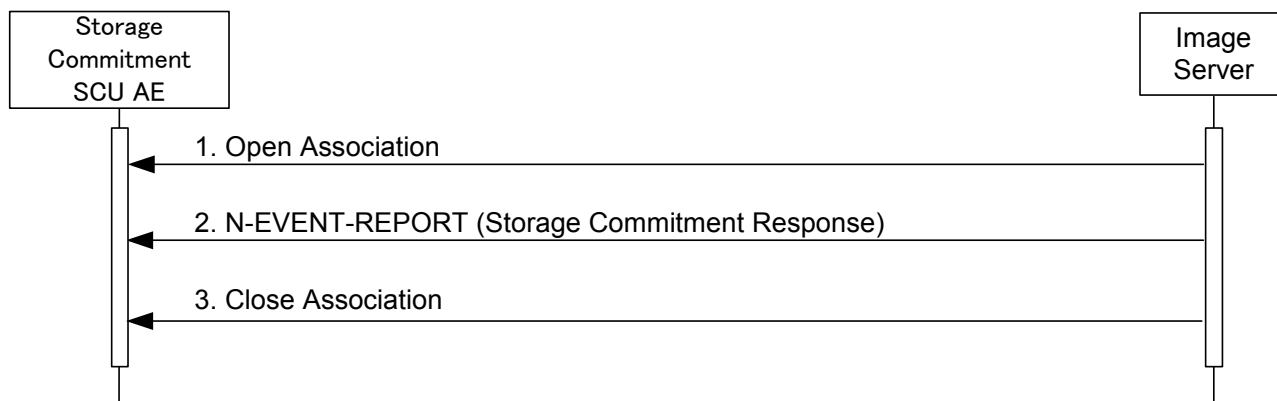 Storage
Commitment
SCU AE
Image
Server
1. Open Association
2. N-EVENT-REPORT (Storage Commitment Response)
3. Close Association